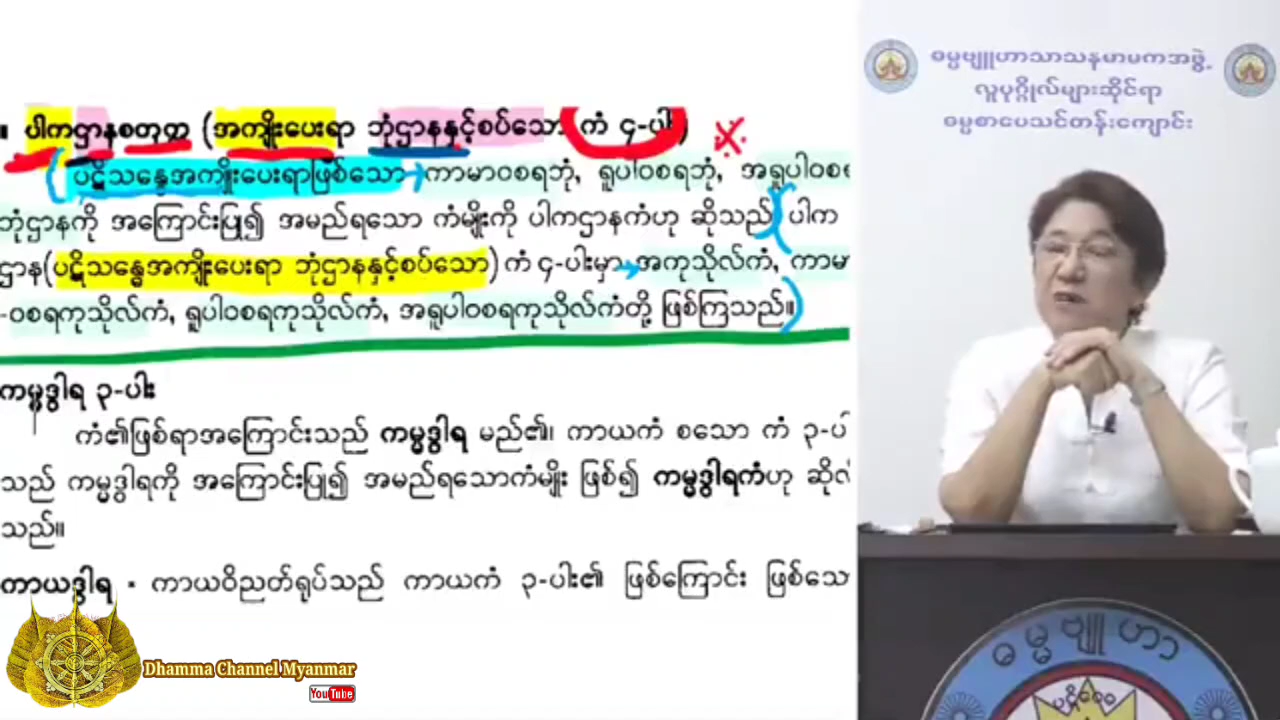 ။ ပါကဌာနစတုက္က (အကျိုးပေးရာ ဘုံဌာနနှင့်စပ်သော ကံ ၄-ပါး)
(ပဋိသန္ဓေအကျိုးပေးရာဖြစ်သော ကာမာဝစရဘုံ, ရူပါဝစရဘုံ, အရူပါဝစ
ဘုံဌာနကို အကြောင်းပြု၍ အမည်ရသော ကံမျိုးကို ပါကဌာနကံဟု ဆိုသည်) (ပါက
ဌာန(ပဋိသန္ဓေအကျိုးပေးရာ ဘုံဌာနနှင့်စပ်သော) ကံ ၄-ပါးမှာ အကုသိုလ်ကံ, ကာမာ
-ဝစရကုသိုလ်ကံ, ရူပါဝစရကုသိုလ်ကံ, အရူပါဝစရကုသိုလ်ကံတို့ ဖြစ်ကြသည်။)
ကမ္မဒွါရ ၃-ပါး
ကံ၏ဖြစ်ရာအကြောင်းသည် ကမ္မဒွါရ မည်၏၊ ကာယကံ စသော ကံ ၃-ပါ
သည် ကမ္မဒွါရကို အကြောင်းပြု၍ အမည်ရသောကံမျိုး ဖြစ်၍ ကမ္မဒွါရကံဟု ဆိုလိ
သည်။
ကာယဒွါရ - ကာယဝိညတ်ရုပ်သည် ကာယကံ ၃-ပါး၏ ဖြစ်ကြောင်း ဖြစ်သေ
Dhamma Channel Myanmar
YouTube
ဓမ္မဗျူဟာသာသနမာမကအဖွဲ့
လူပုဂ္ဂိုလ်များဆိုင်ရာ
ဓမ္မစာပေသင်တန်းကျောင်း
ဓမ္မဗျူဟာ